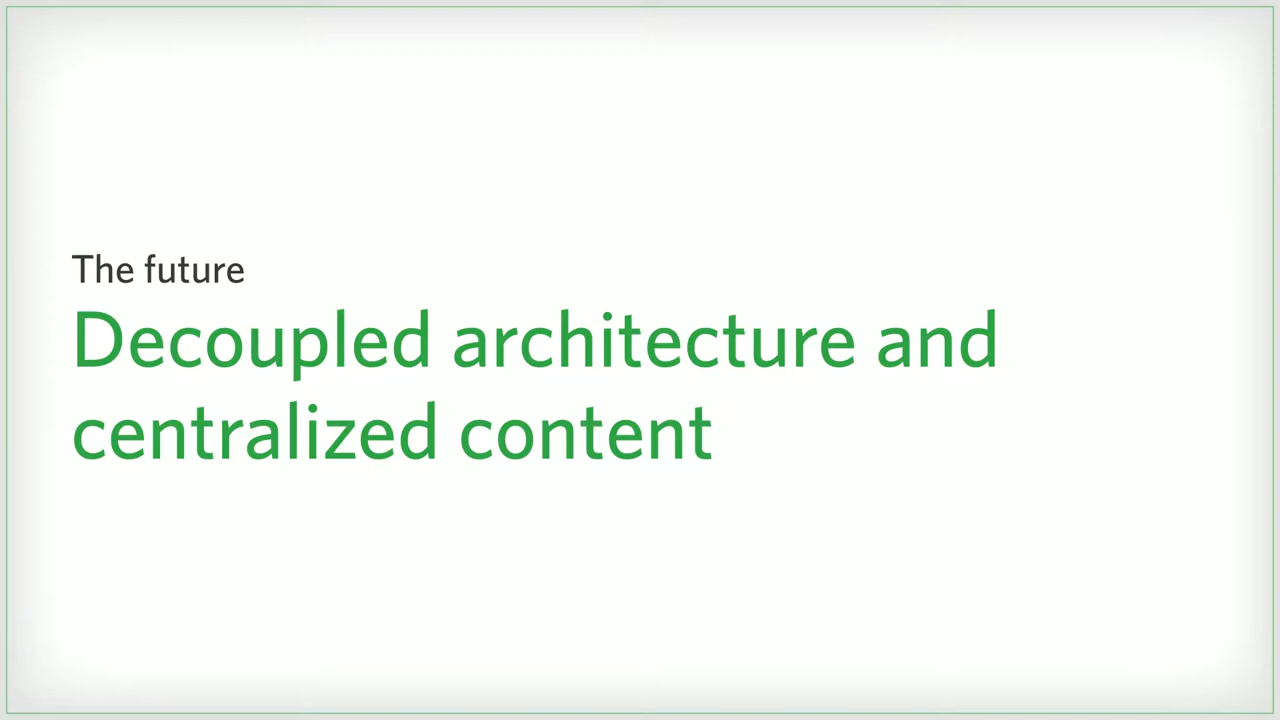 The future
Decoupled architecture and
centralized content